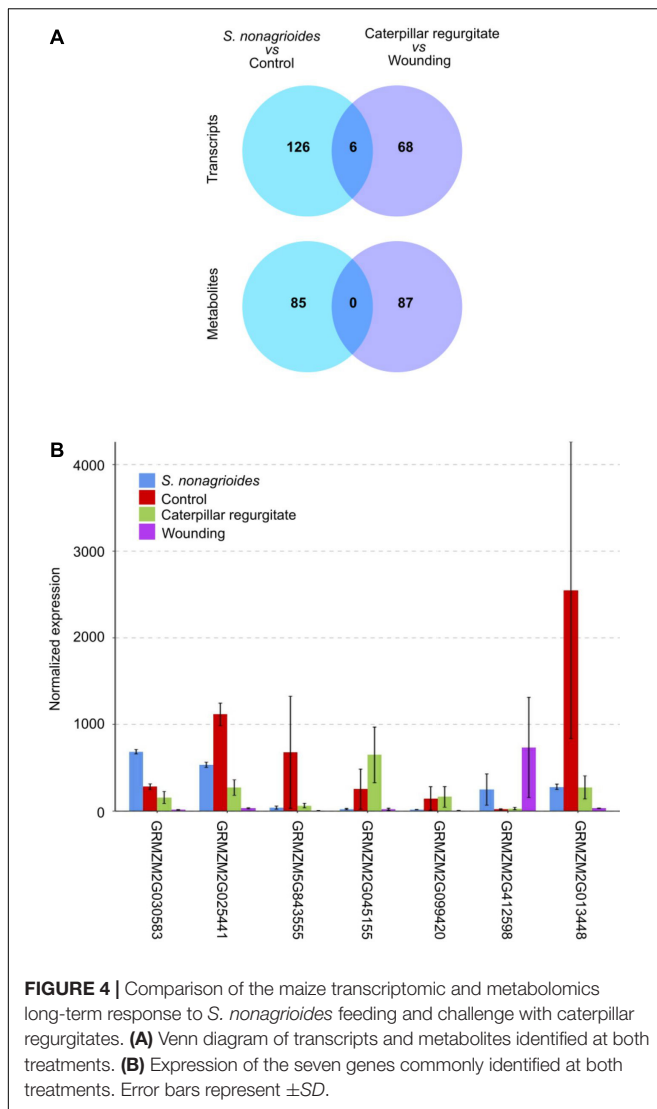 A
S. nonagrioides
vs
Control
Caterpillar regurgitate
vs
Wounding
Transcripts
126
6
68
Metabolites
85
0
87
B
S. nonagrioides
Control
Caterpillar regurgitate
Wounding
Normalized expression
4000
3000
2000
1000
0
GRMZM2G030583
GRMZM2G025441
GRMZM5G843555
GRMZM2G045155
GRMZM2G099420
GRMZM2G412598
GRMZM2G013448
FIGURE 4 | Comparison of the maize transcriptomic and metabolomics
long-term response to S. nonagrioides feeding and challenge with caterpillar
regurgitates. (A) Venn diagram of transcripts and metabolites identified at both
treatments. (B) Expression of the seven genes commonly identified at both
treatments. Error bars represent ±SD.